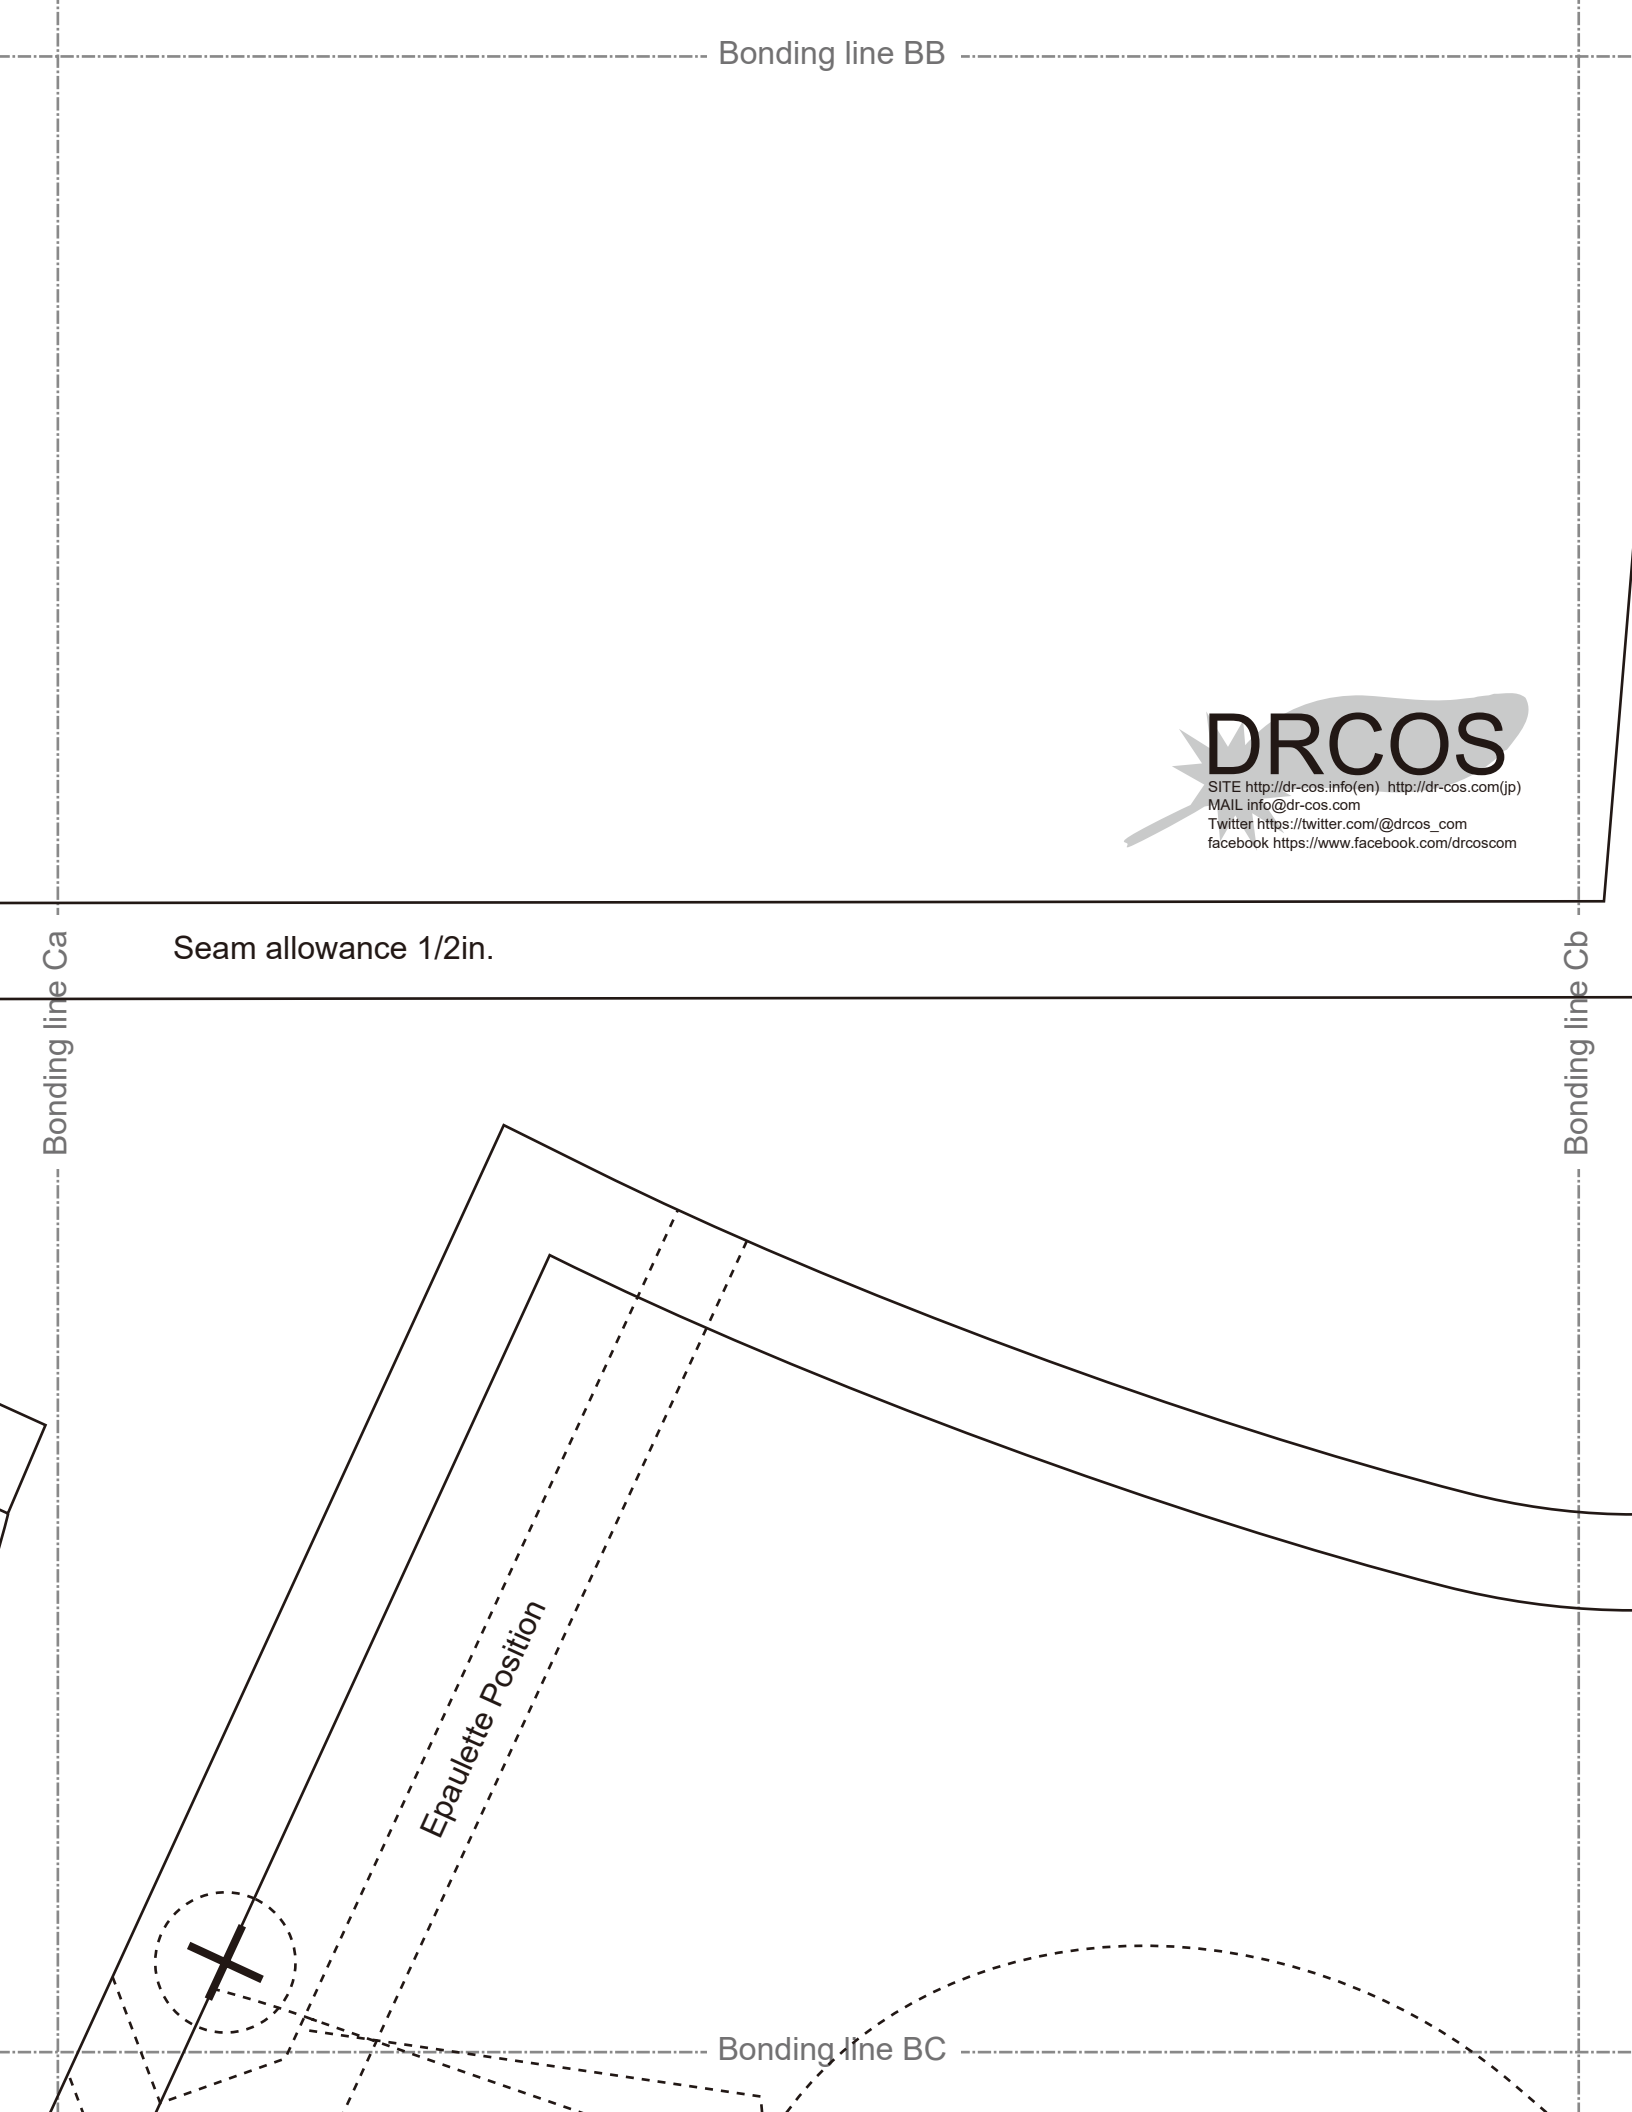 Bonding line BB
DRCOS
SITE http://dr-cos.info(en)  http://dr-cos.com(jp)
MAIL info@dr-cos.com
Twitter https://twitter.com/@drcos_com
facebook https://www.facebook.com/drcoscom
Bonding line Ca
Seam allowance 1/2in.
Bonding line Cb
Epaulette Position
Bonding line BC